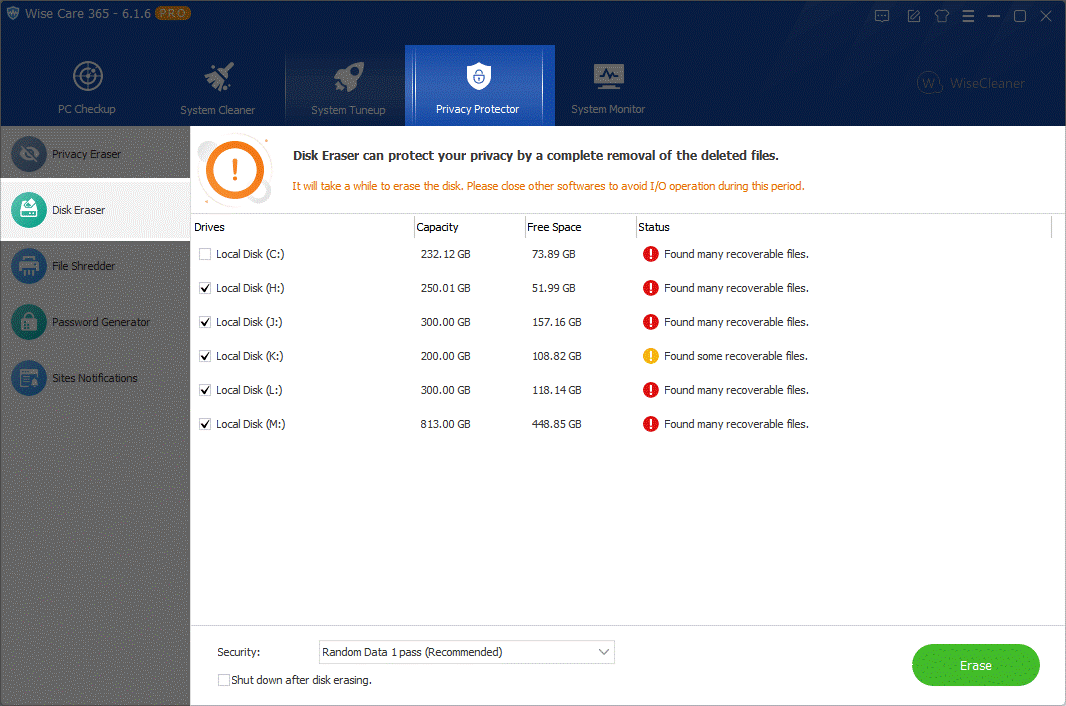 Wise Care 365 - 6.1.6 PRO
PC Checkup
System Cleaner
System Tuneup
Privacy Protector
System Monitor
W WiseCleaner
Privacy Eraser
Disk Eraser
File Shredder
Password Generator
Sites Notifications
Disk Eraser can protect your privacy by a complete removal of the deleted files.
It will take a while to erase the disk. Please close other softwares to avoid I/O operation during this period.
Drives Capacity Free Space Status
Local Disk (C:) 232.12 GB 73.89 GB Found many recoverable files.
Local Disk (H:) 250.01 GB 51.99 GB Found many recoverable files.
Local Disk (J:) 300.00 GB 157.16 GB Found many recoverable files.
Local Disk (K:) 200.00 GB 108.82 GB Found some recoverable files.
Local Disk (L:) 300.00 GB 118.14 GB Found many recoverable files.
Local Disk (M:) 813.00 GB 448.85 GB Found many recoverable files.
Security: Random Data 1 pass (Recommended)
Shut down after disk erasing.
Erase